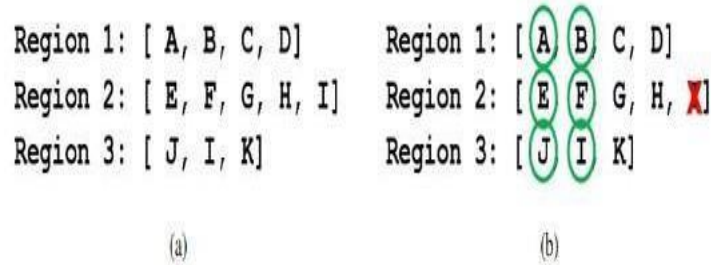 Region 1: [ A, B, C, D]
Region 2: [ E, F, G, H, I]
Region 3: [ J, I, K]
(a)
Region 1: [ A, B, C, D]
Region 2: [ E F G, H, X]
Region 3: [ J I K]
(b)